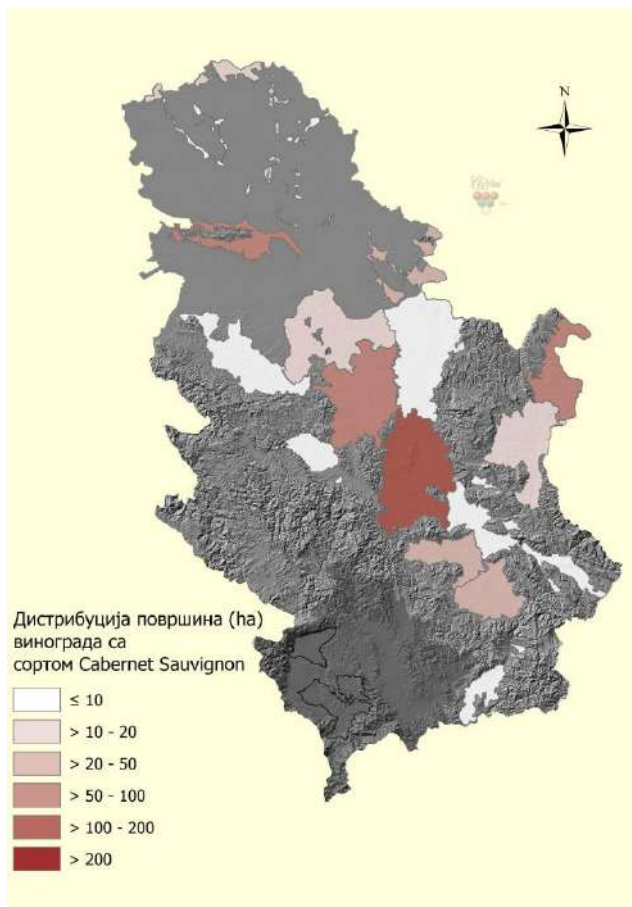 N
Дистрибуција површина (ha)
винограда са
сортом Cabernet Sauvignon
≤ 10
> 10 - 20
> 20 - 50
> 50 - 100
> 100 - 200
> 200